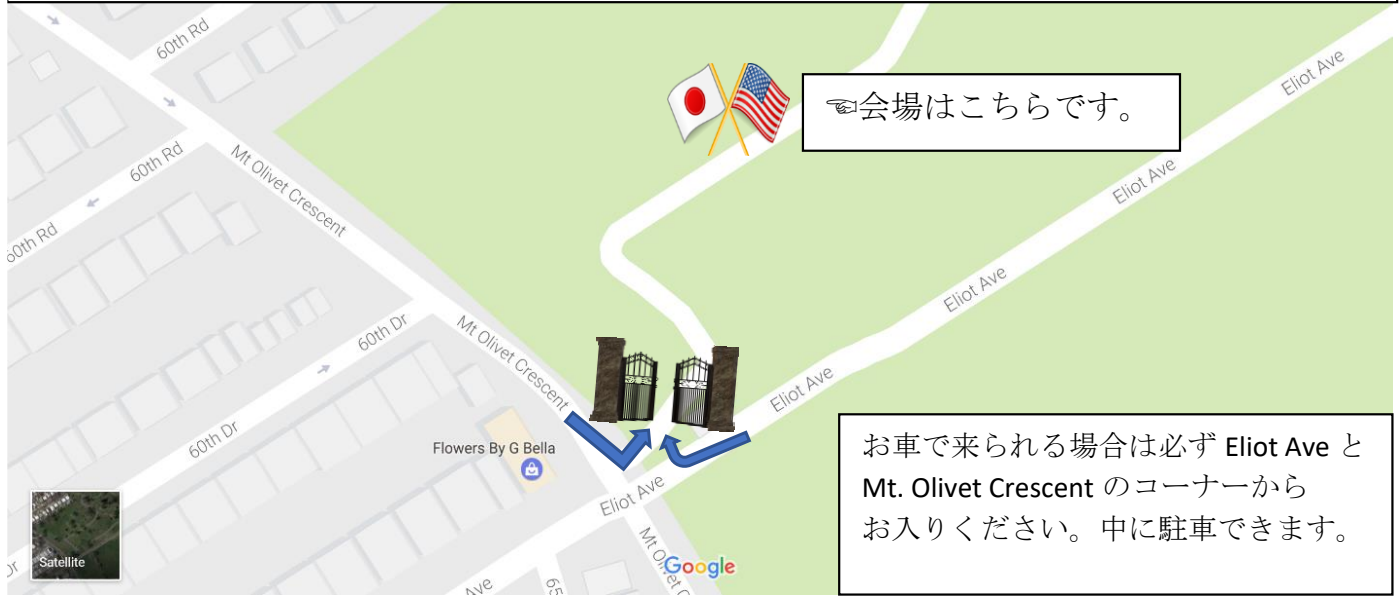 60th Rd
Eliot Ave
☜会場はこちらです。
60th Rd
Mt Olivet Crescent
Eliot Ave
60th Rd
Eliot Ave
60th Dr
Mt Olivet Crescent
Eliot Ave
60th Dr
Flowers By G Bella
お車で来られる場合は必ず Eliot Ave と
Mt. Olivet Crescent のコーナーから
お入りください。中に駐車できます。
Eliot Ave
Satellite
Google
Ave